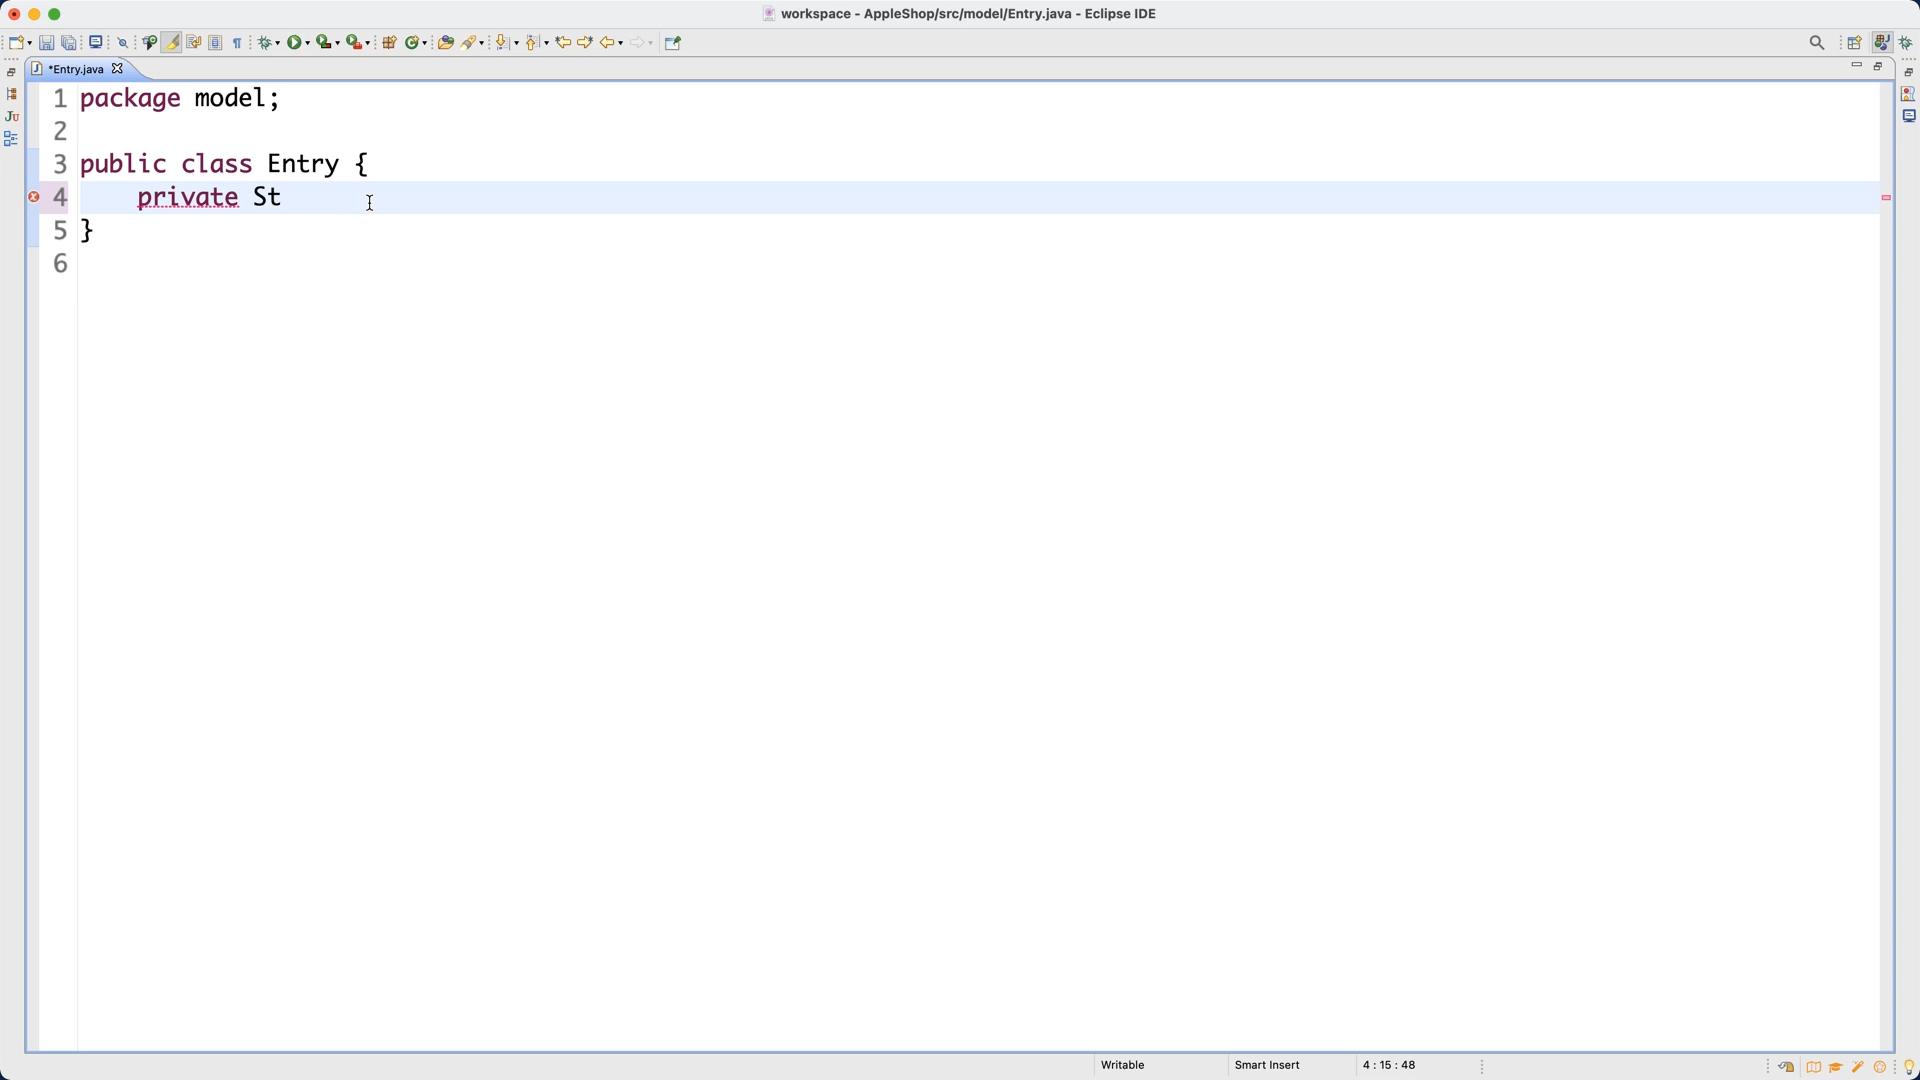 workspace - AppleShop/src/model/Entry.java - Eclipse IDE
*Entry.java
1 package model;
2
3 public class Entry {
4     private St
5 }
6
Writable Smart Insert 4 : 15 : 48